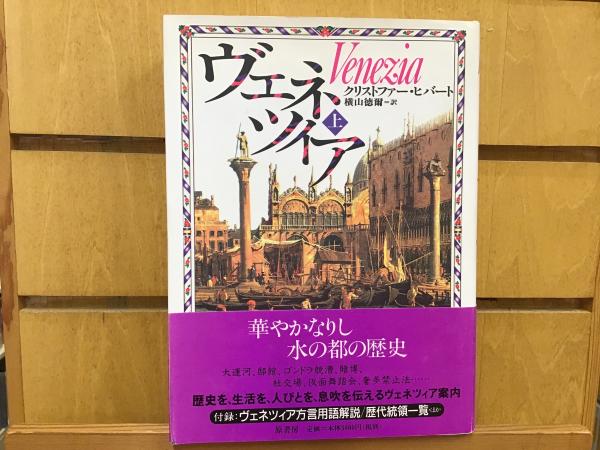 ヴェネツィア
上
Venezia
クリストファー・ヒバート
横山徳爾=訳
華やかなりし
水の都の歴史
大運河、邸館、ゴンドラ競漕、賭博、
社交場、仮面舞踏会、奢侈禁止法……
歴史を、生活を、人びとを、息吹を伝えるヴェネツィア案内
付録:ヴェネツィア方言用語解説/歴代統領一覧
原書房